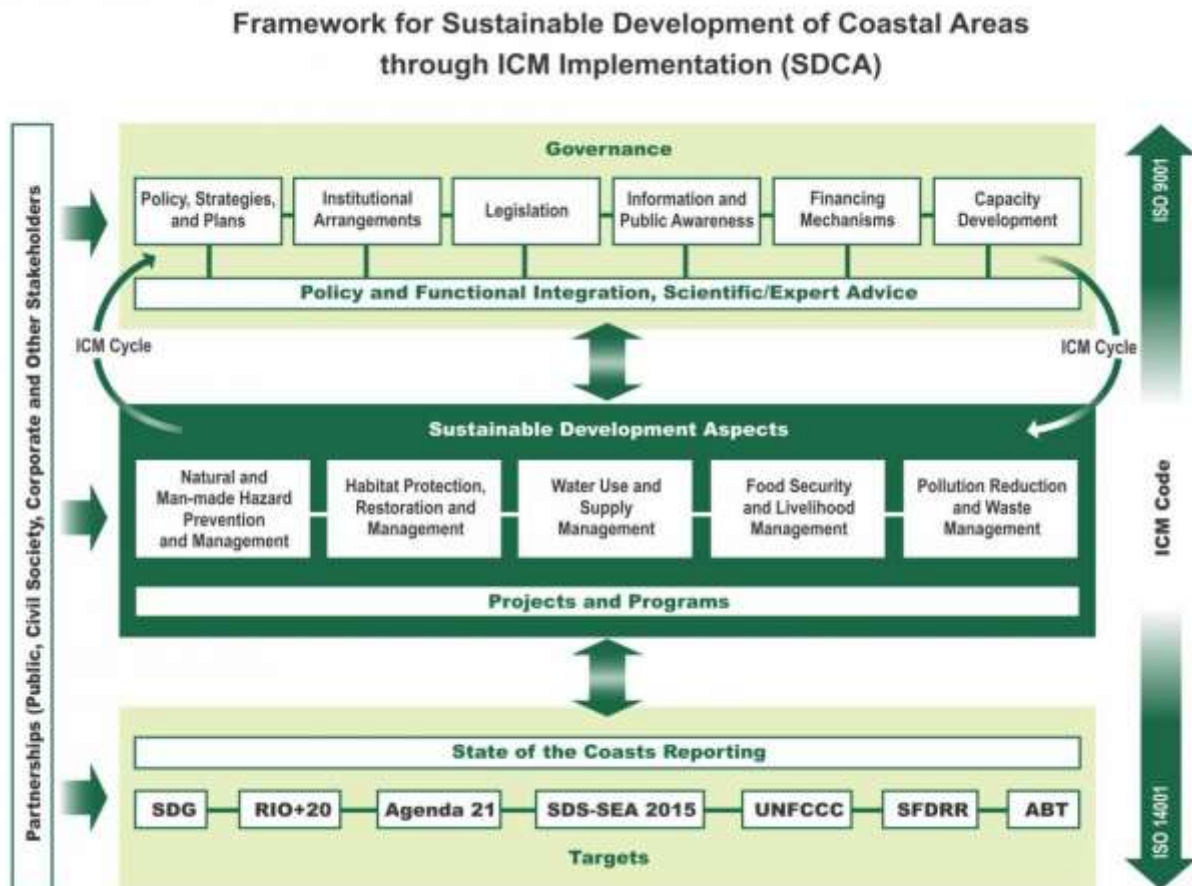 Framework for Sustainable Development of Coastal Areas
through ICM Implementation (SDCA)
Partnerships (Public, Civil Society, Corporate and Other Stakeholders
Governance
Policy, Strategies,
and Plans
Institutional
Arrangements
Legislation
Information and
Public Awareness
Financing
Mechanisms
Capacity
Development
Policy and Functional Integration, Scientific/Expert Advice
ICM Cycle
ICM Cycle
Sustainable Development Aspects
Natural and
Man-made Hazard
Prevention
and Management
Habitat Protection,
Restoration and
Management
Water Use and
Supply
Management
Food Security
and Livelihood
Management
Pollution Reduction
and Waste
Management
Projects and Programs
State of the Coasts Reporting
SDG
RIO+20
Agenda 21
SDS-SEA 2015
UNFCCC
SFDRR
ABT
Targets
ISO 9001
ICM Code
ISO 14001